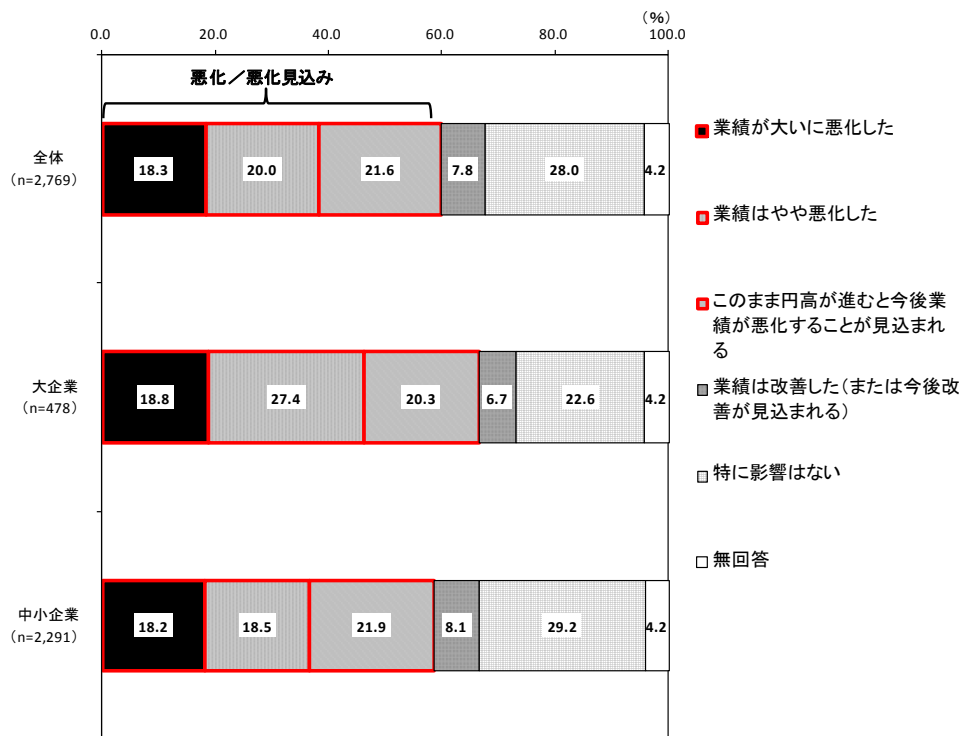 （％）
0.0 20.0 40.0 60.0 80.0 100.0
悪化／悪化見込み
全体
（n=2,769）
18.3 20.0 21.6 7.8 28.0 4.2
大企業
（n=478）
18.8 27.4 20.3 6.7 22.6 4.2
中小企業
（n=2,291）
18.2 18.5 21.9 8.1 29.2 4.2
業績が大いに悪化した
業績はやや悪化した
このまま円高が進むと今後業
績が悪化することが見込まれ
る
業績は改善した（または今後改
善が見込まれる）
特に影響はない
無回答